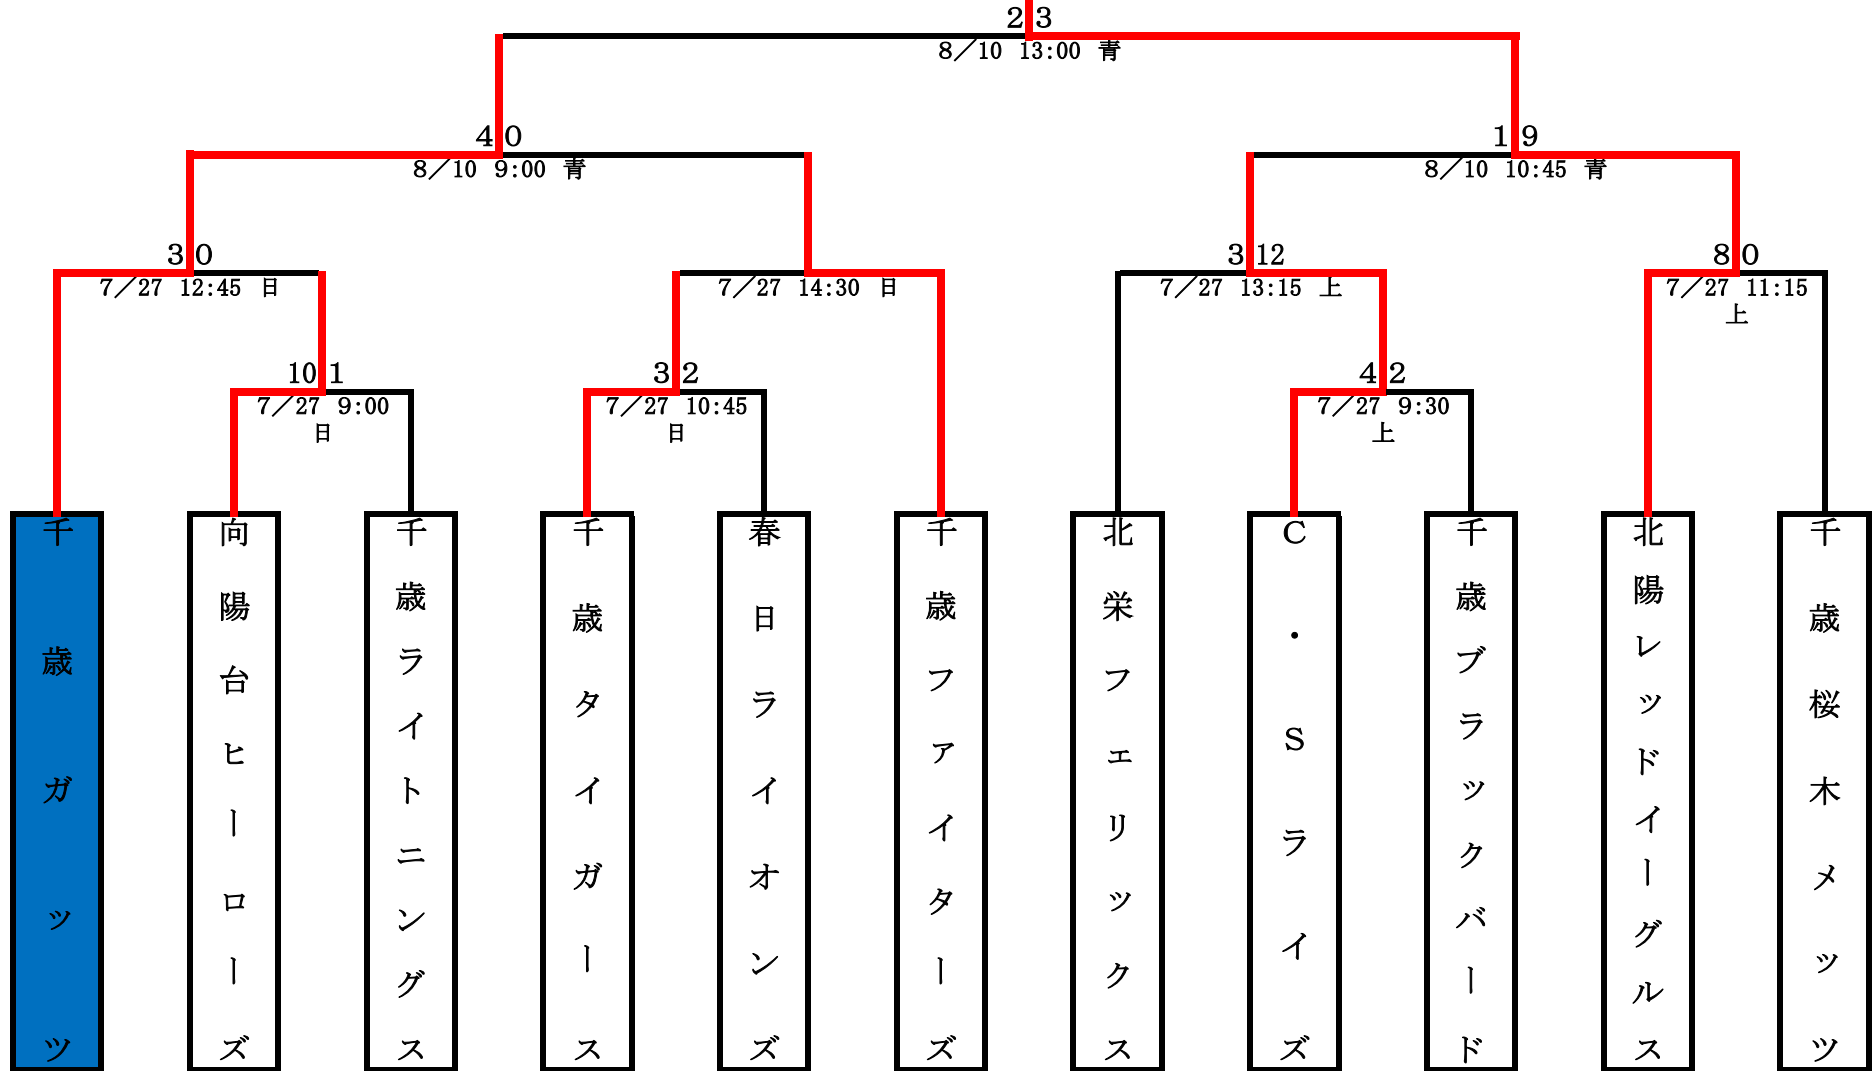 2 3
8／10 13:00 青
4 0
8／10 9:00 青
1 9
8／10 10:45 青
3 0
7／27 12:45 日
7／27 14:30 日
3 12
7／27 13:15 上
8 0
7／27 11:15
上
10 1
7／27 9:00
日
3 2
7／27 10:45
日
4 2
7／27 9:30
上
千歳ガッツ
向陽台ヒーローズ
千歳ライトニングス
千歳タイガース
春日ライオンズ
千歳ファイターズ
北栄フェリックス
C・Sライズ
千歳ブラックバード
北陽レッドイーグルス
千歳桜木メッツ